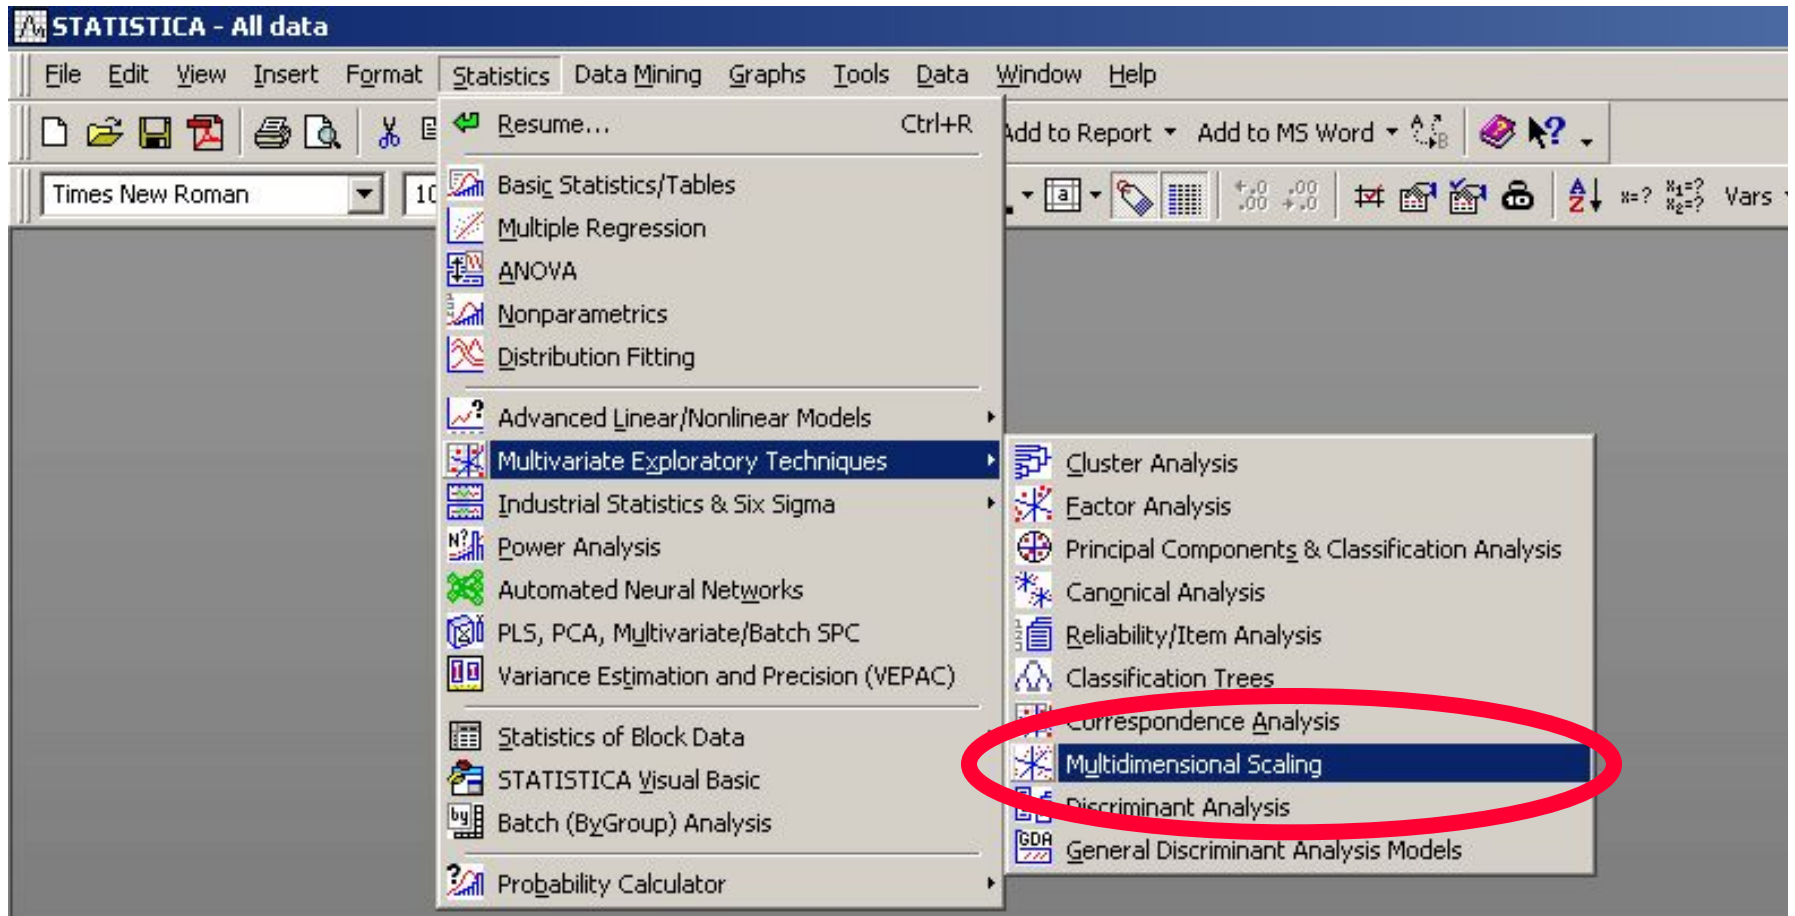 STATISTICA - All data
File Edit View Insert Format Statistics Data Mining Graphs Tools Data Window Help
Add to Report Add to MS Word
Times New Roman 10 Vars
Resume... Ctrl+R
Basic Statistics/Tables
Multiple Regression
ANOVA
Nonparametrics
Distribution Fitting
Advanced Linear/Nonlinear Models
Multivariate Exploratory Techniques
Industrial Statistics & Six Sigma
Power Analysis
Automated Neural Networks
PLS, PCA, Multivariate/Batch SPC
Variance Estimation and Precision (VEPAC)
Statistics of Block Data
STATISTICA Visual Basic
Batch (ByGroup) Analysis
Probability Calculator
Cluster Analysis
Factor Analysis
Principal Components & Classification Analysis
Canonical Analysis
Reliability/Item Analysis
Classification Trees
Correspondence Analysis
Multidimensional Scaling
Discriminant Analysis
General Discriminant Analysis Models